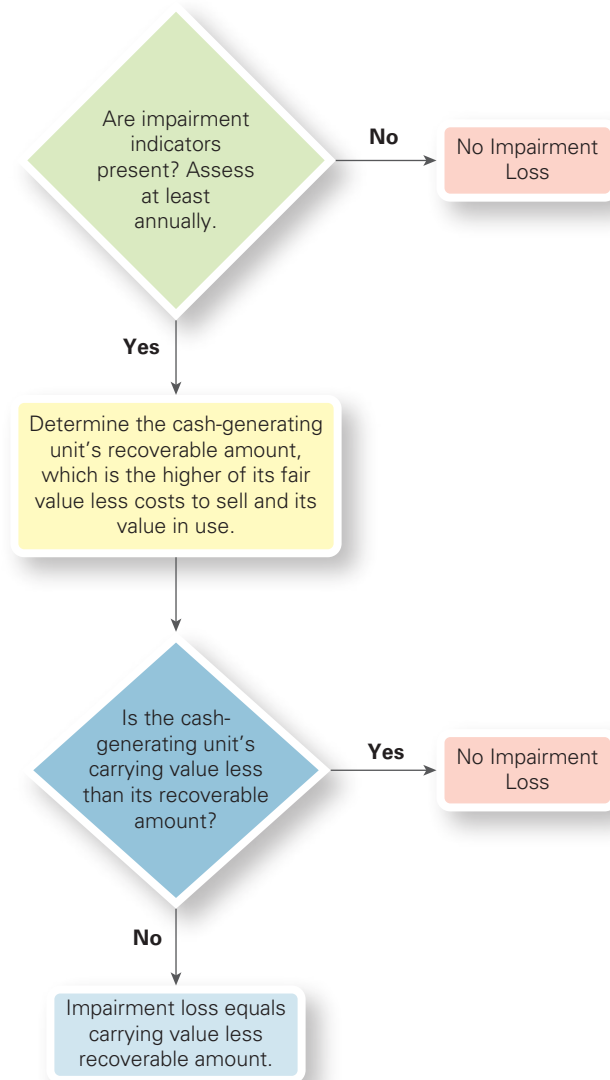 Are impairment
indicators
present? Assess
at least
annually.
No
No Impairment
Loss
Yes
Determine the cash-generating
unit's recoverable amount,
which is the higher of its fair
value less costs to sell and its
value in use.
Is the cash-
generating unit's
carrying value less
than its recoverable
amount?
Yes
No Impairment
Loss
No
Impairment loss equals
carrying value less
recoverable amount.